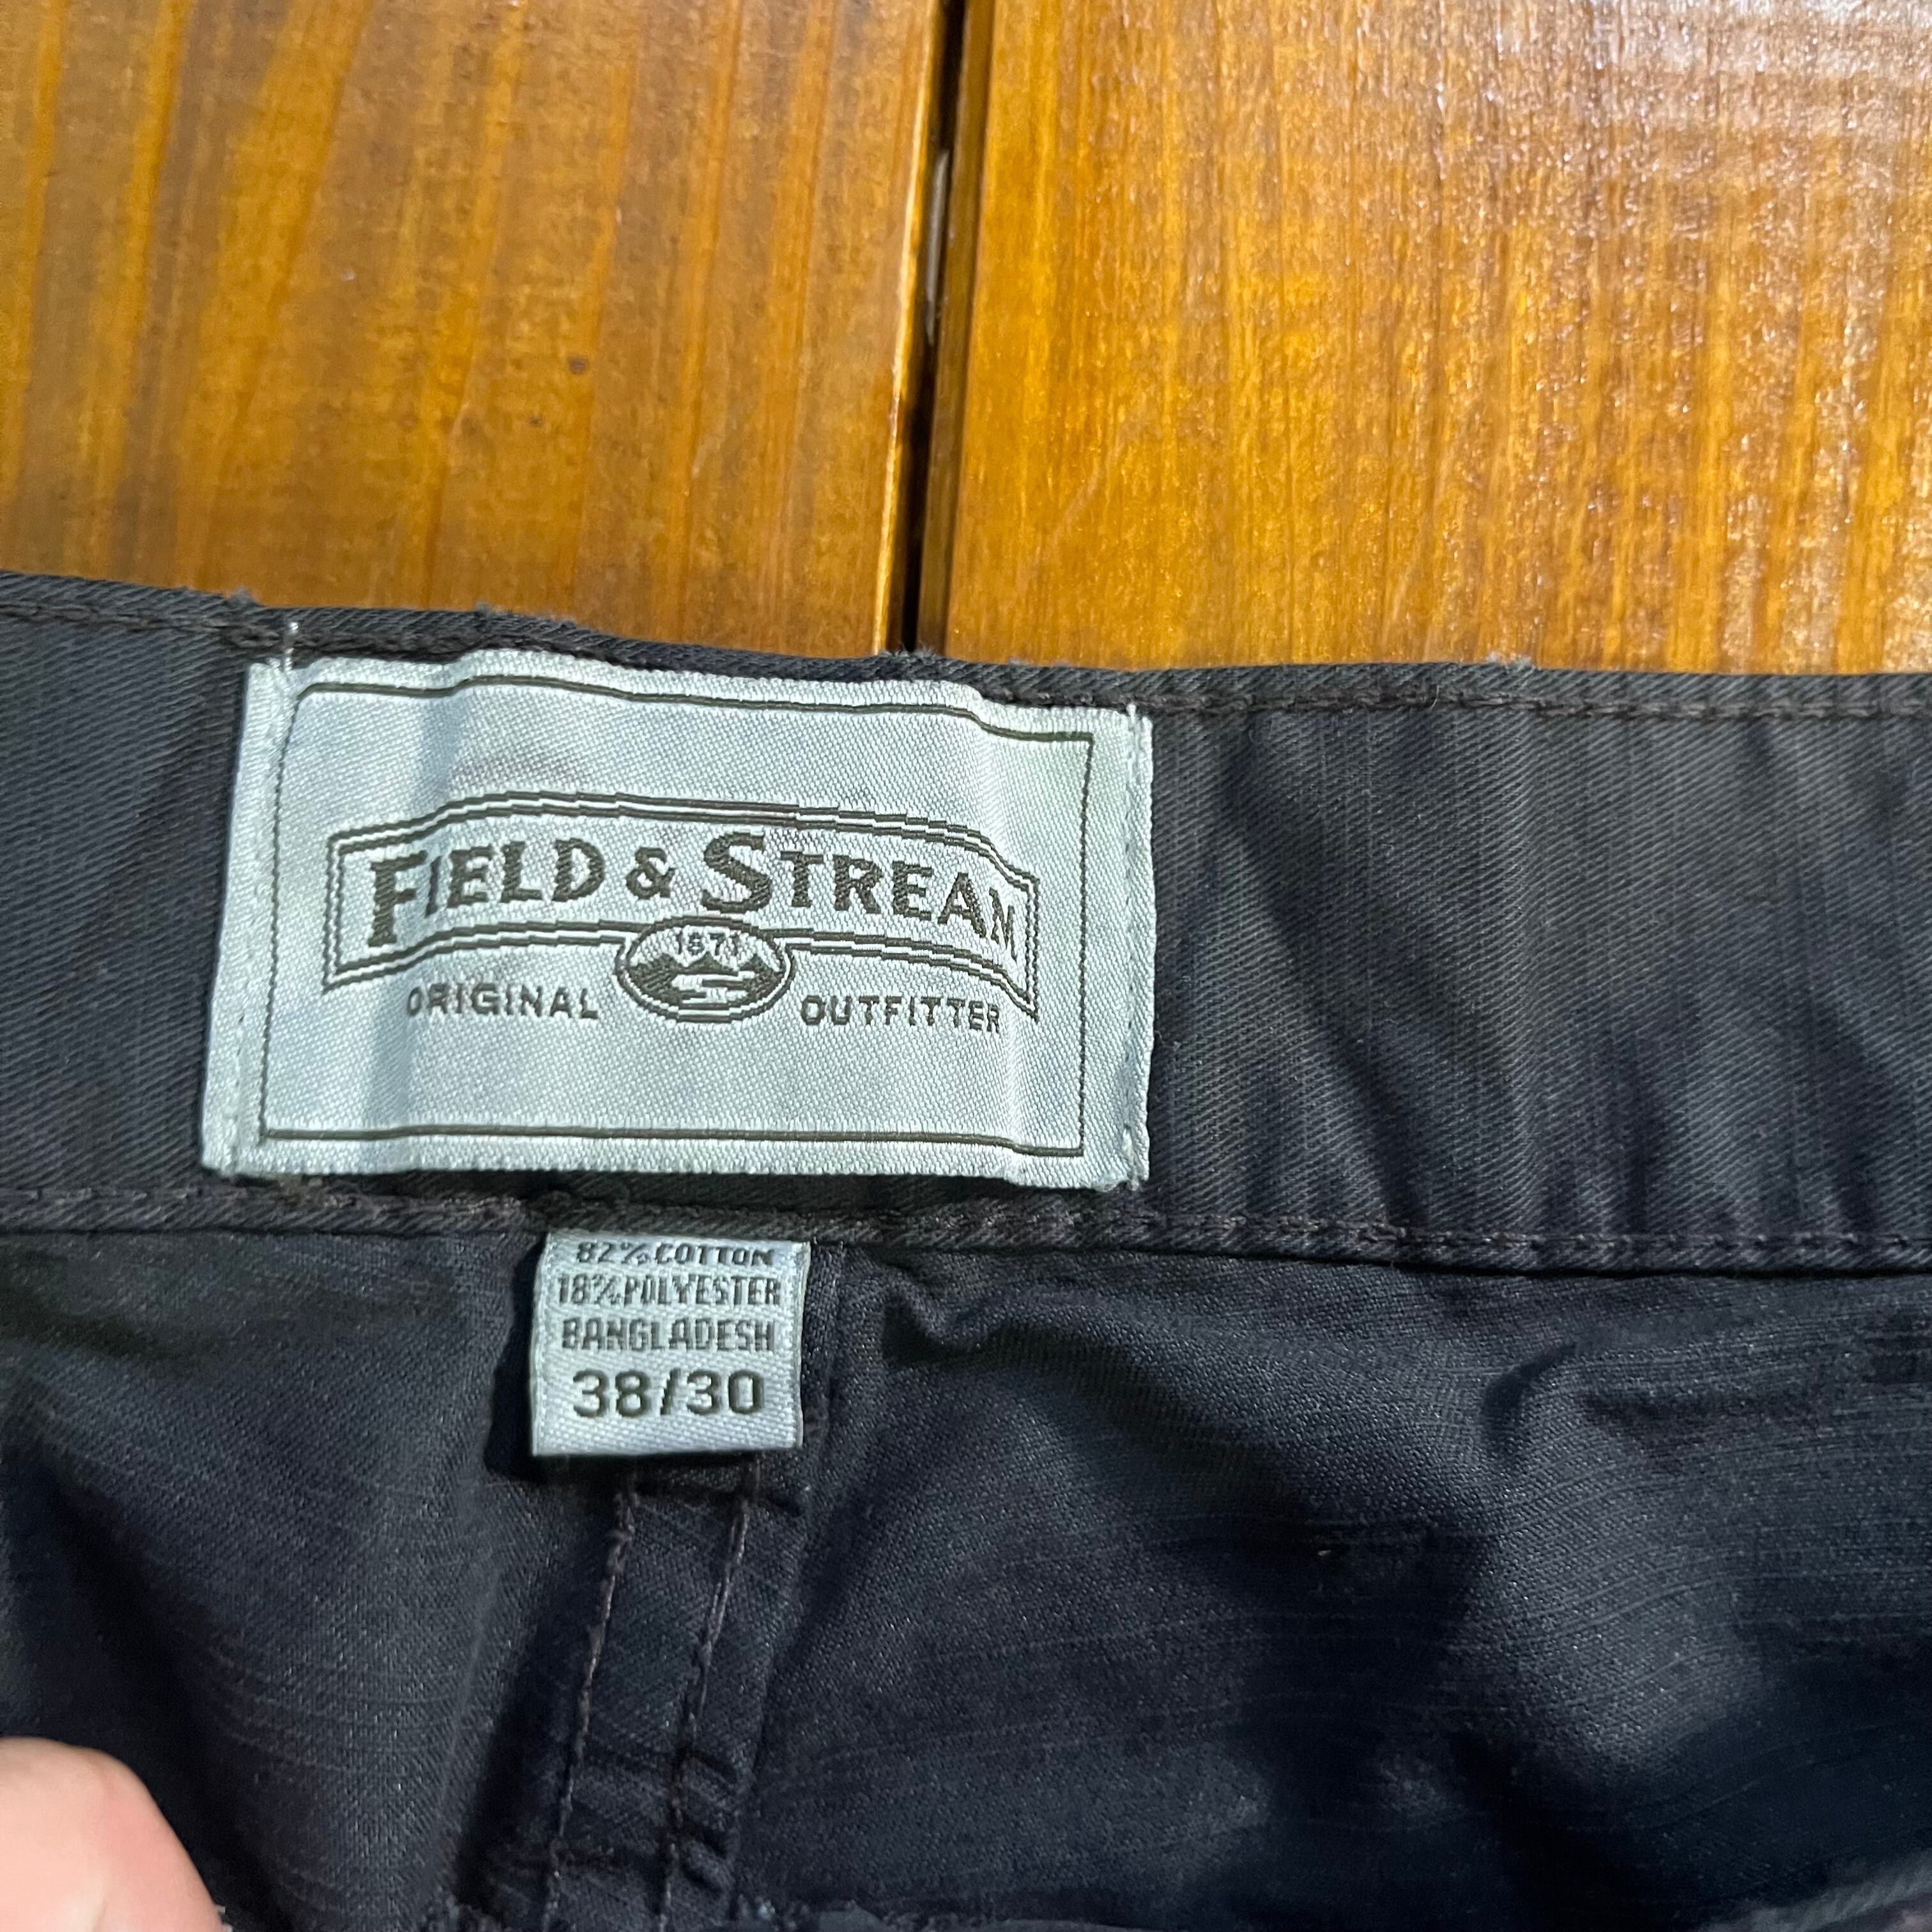 FIELD & STREAM
1871
ORIGINAL OUTFITTER
82% COTTON
18% POLYESTER
BANGLADESH
38/30